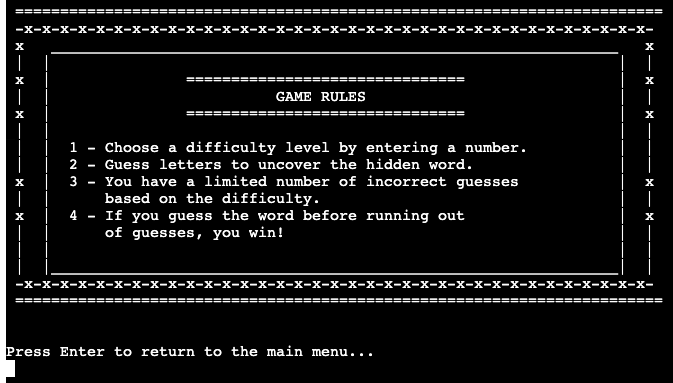 GAME RULES
1 - Choose a difficulty level by entering a number.
2 - Guess letters to uncover the hidden word.
3 - You have a limited number of incorrect guesses
based on the difficulty.
4 - If you guess the word before running out
of guesses, you win!
Press Enter to return to the main menu...